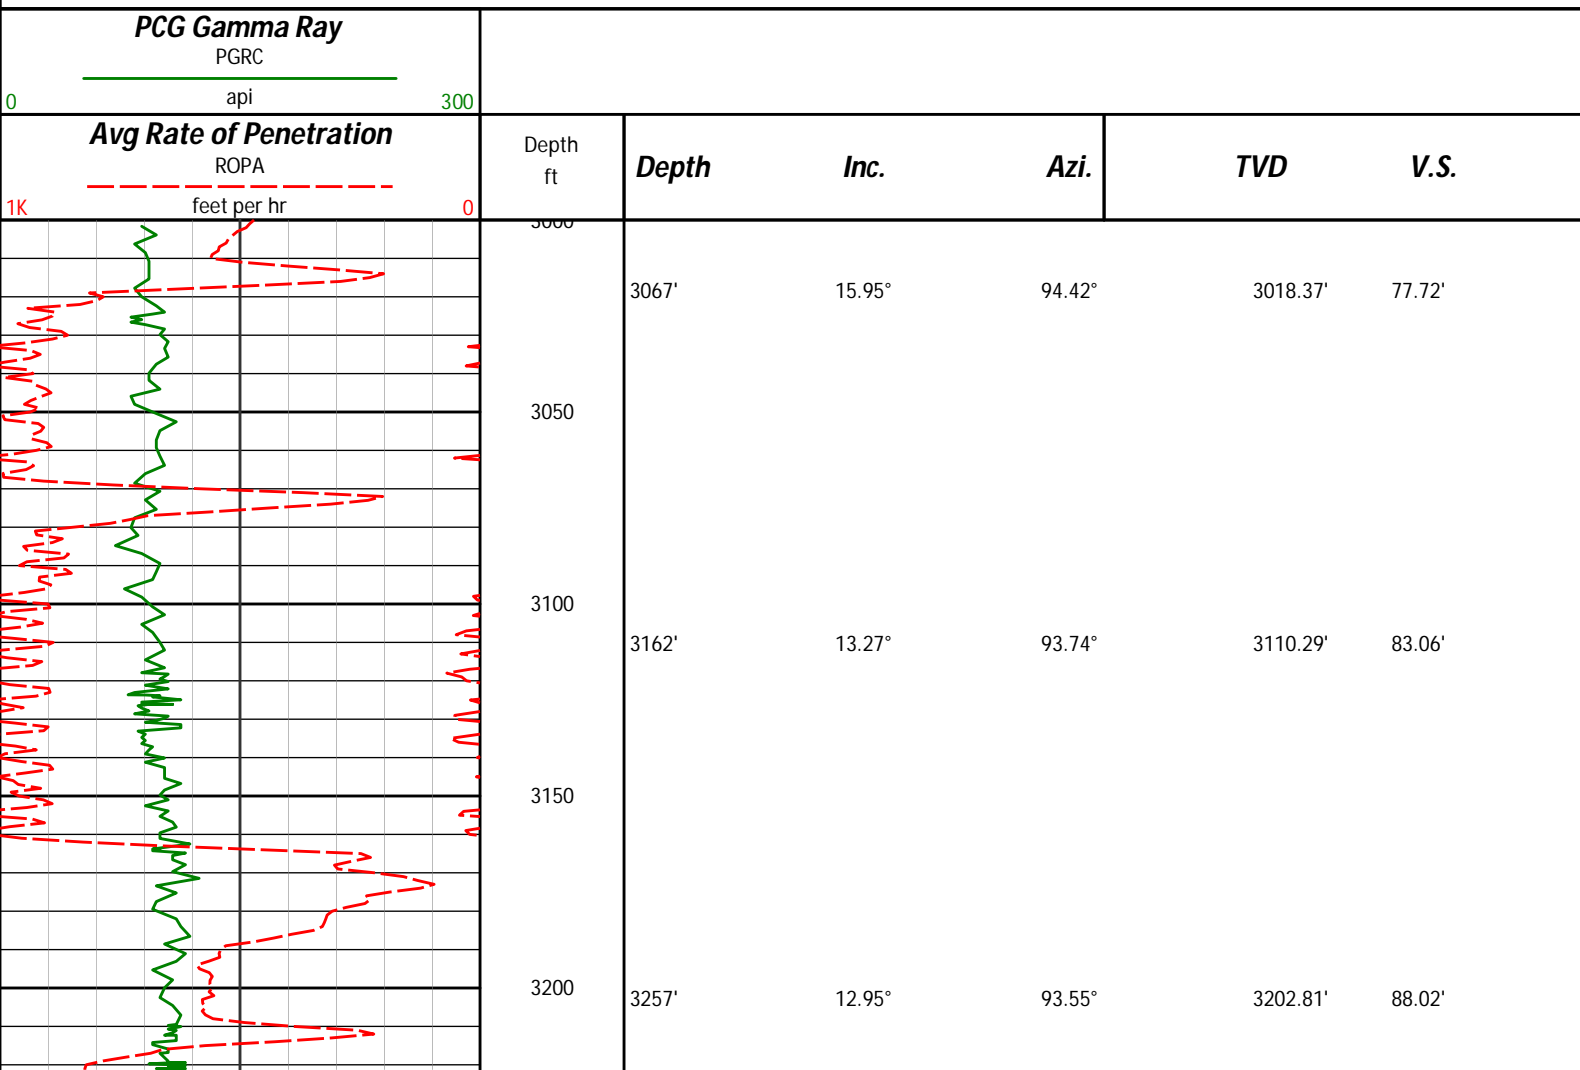 PCG Gamma Ray
PGRC
api
0 300
Avg Rate of Penetration
ROPA
feet per hr
1K 0
Depth
ft
Depth Inc. Azi. TVD V.S.
3000
3067' 15.95° 94.42° 3018.37' 77.72'
3050
3100
3162' 13.27° 93.74° 3110.29' 83.06'
3150
3200
3257' 12.95° 93.55° 3202.81' 88.02'